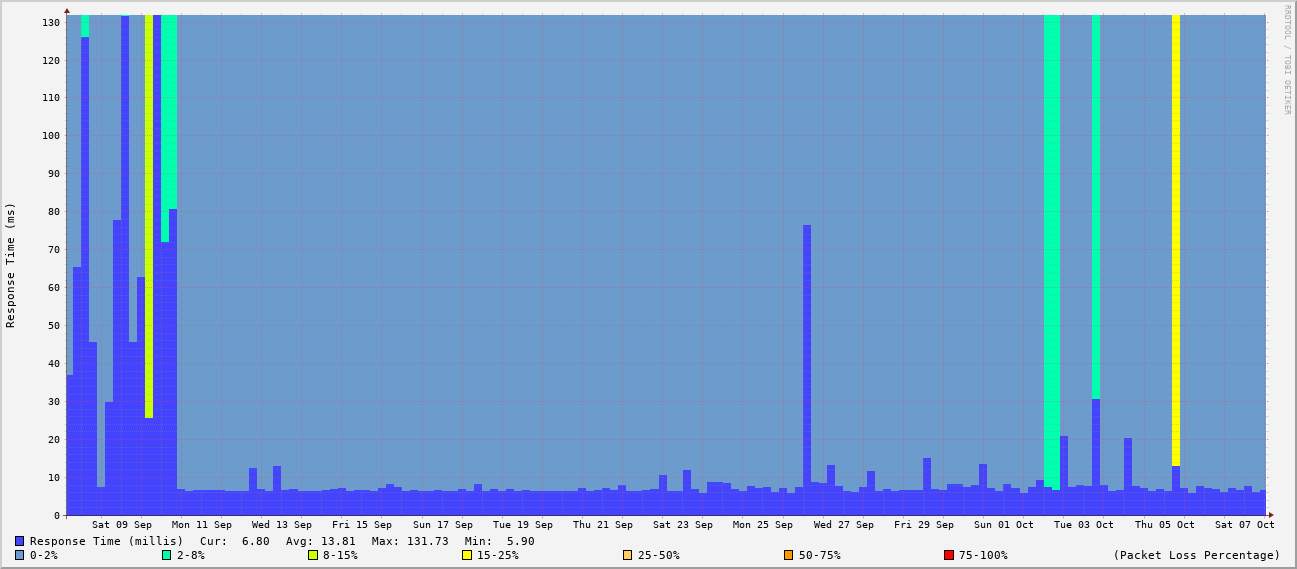 RRDTOOL / TOBI OETIKER
Response Time (ms)
130
120
110
100
90
80
70
60
50
40
30
20
10
0
Sat 09 Sep Mon 11 Sep Wed 13 Sep Fri 15 Sep Sun 17 Sep Tue 19 Sep Thu 21 Sep Sat 23 Sep Mon 25 Sep Wed 27 Sep Fri 29 Sep Sun 01 Oct Tue 03 Oct Thu 05 Oct Sat 07 Oct
Response Time (millis) Cur: 6.80 Avg: 13.81 Max: 131.73 Min: 5.90
0-2% 2-8% 8-15% 15-25% 25-50% 50-75% 75-100% (Packet Loss Percentage)